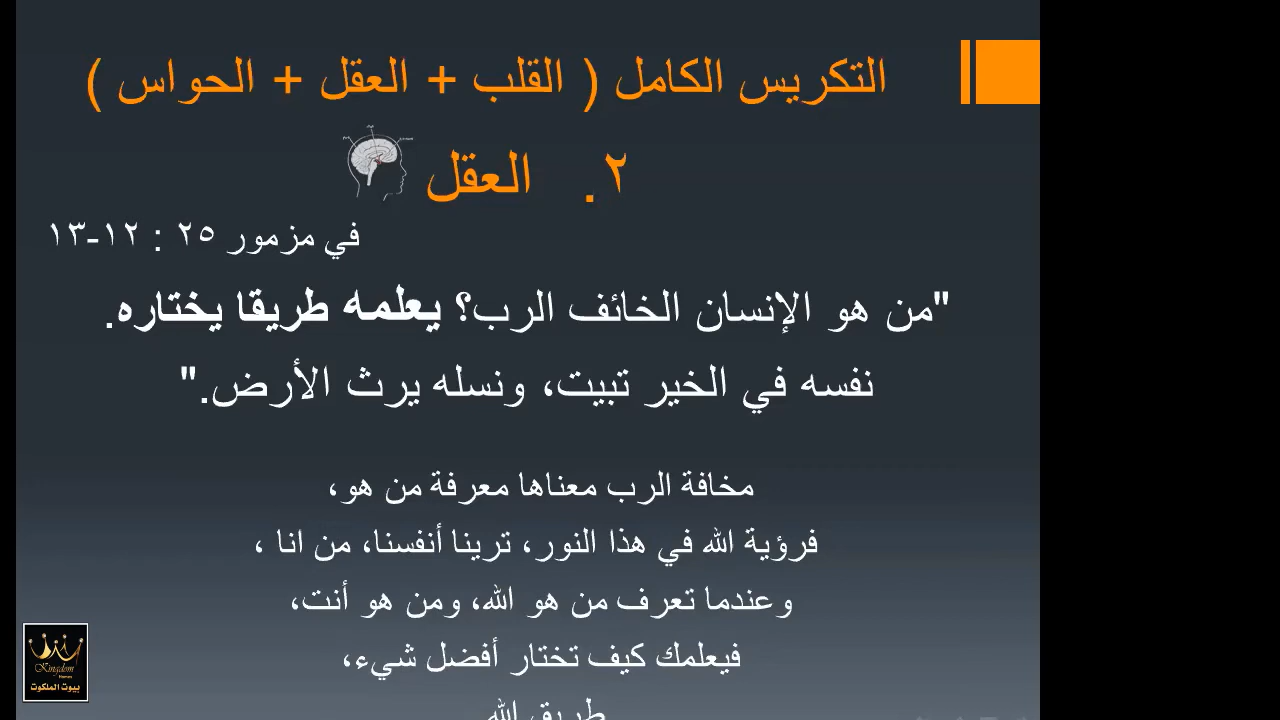 التكريس الكامل ( القلب + العقل + الحواس )
٢. العقل
في مزمور ٢٥ : ١٢-١٣
"من هو الإنسان الخائف الرب؟ يعلمه طريقا يختاره.
نفسه في الخير تبيت، ونسله يرث الأرض."
مخافة الرب معناها معرفة من هو،
فرؤية الله في هذا النور، ترينا أنفسنا، من انا ،
وعندما تعرف من هو الله، ومن هو أنت،
فيعلمك كيف تختار أفضل شيء،
طريق الله
Kingdom
Homes
بيوت الملكوت